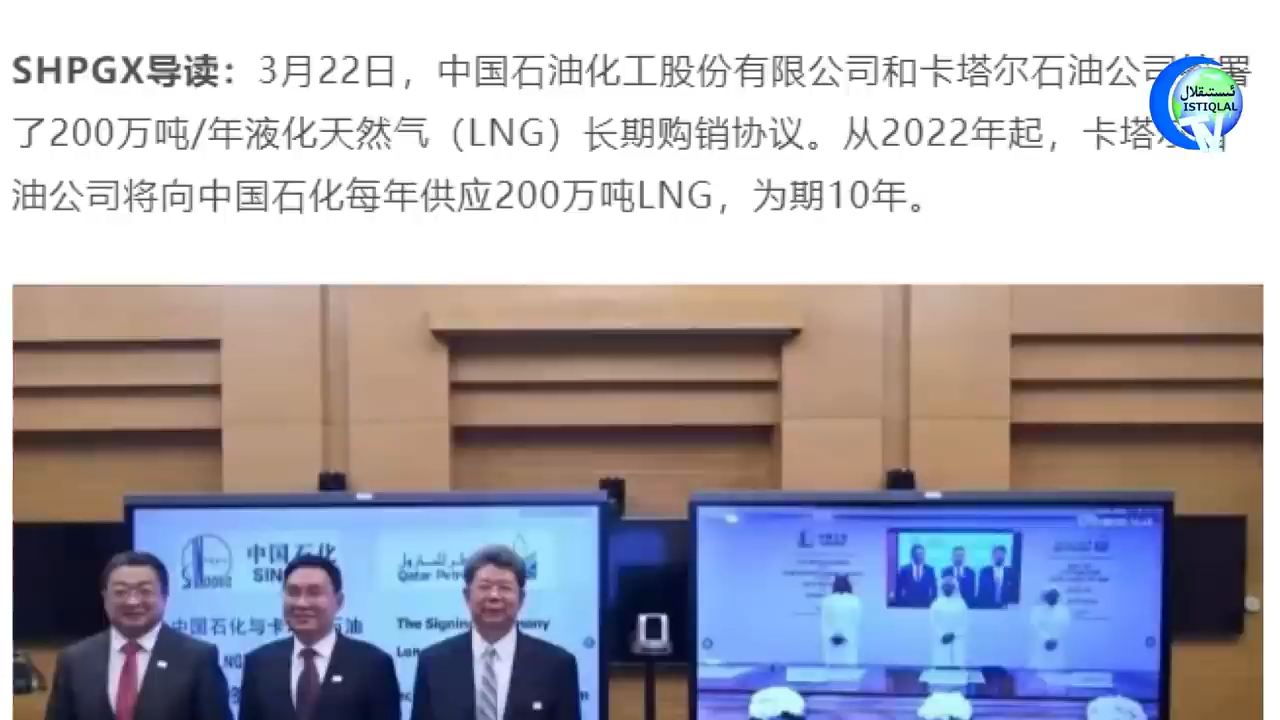 SHPGX导读：3月22日，中国石油化工股份有限公司和卡塔尔石油公司 署
了200万吨/年液化天然气（LNG）长期购销协议。从2022年起，卡塔
油公司将向中国石化每年供应200万吨LNG，为期10年。
ئىستىقلال
ISTIQLAL
TV
中国石化
Qatar
中国石化与卡 石油
The Signing